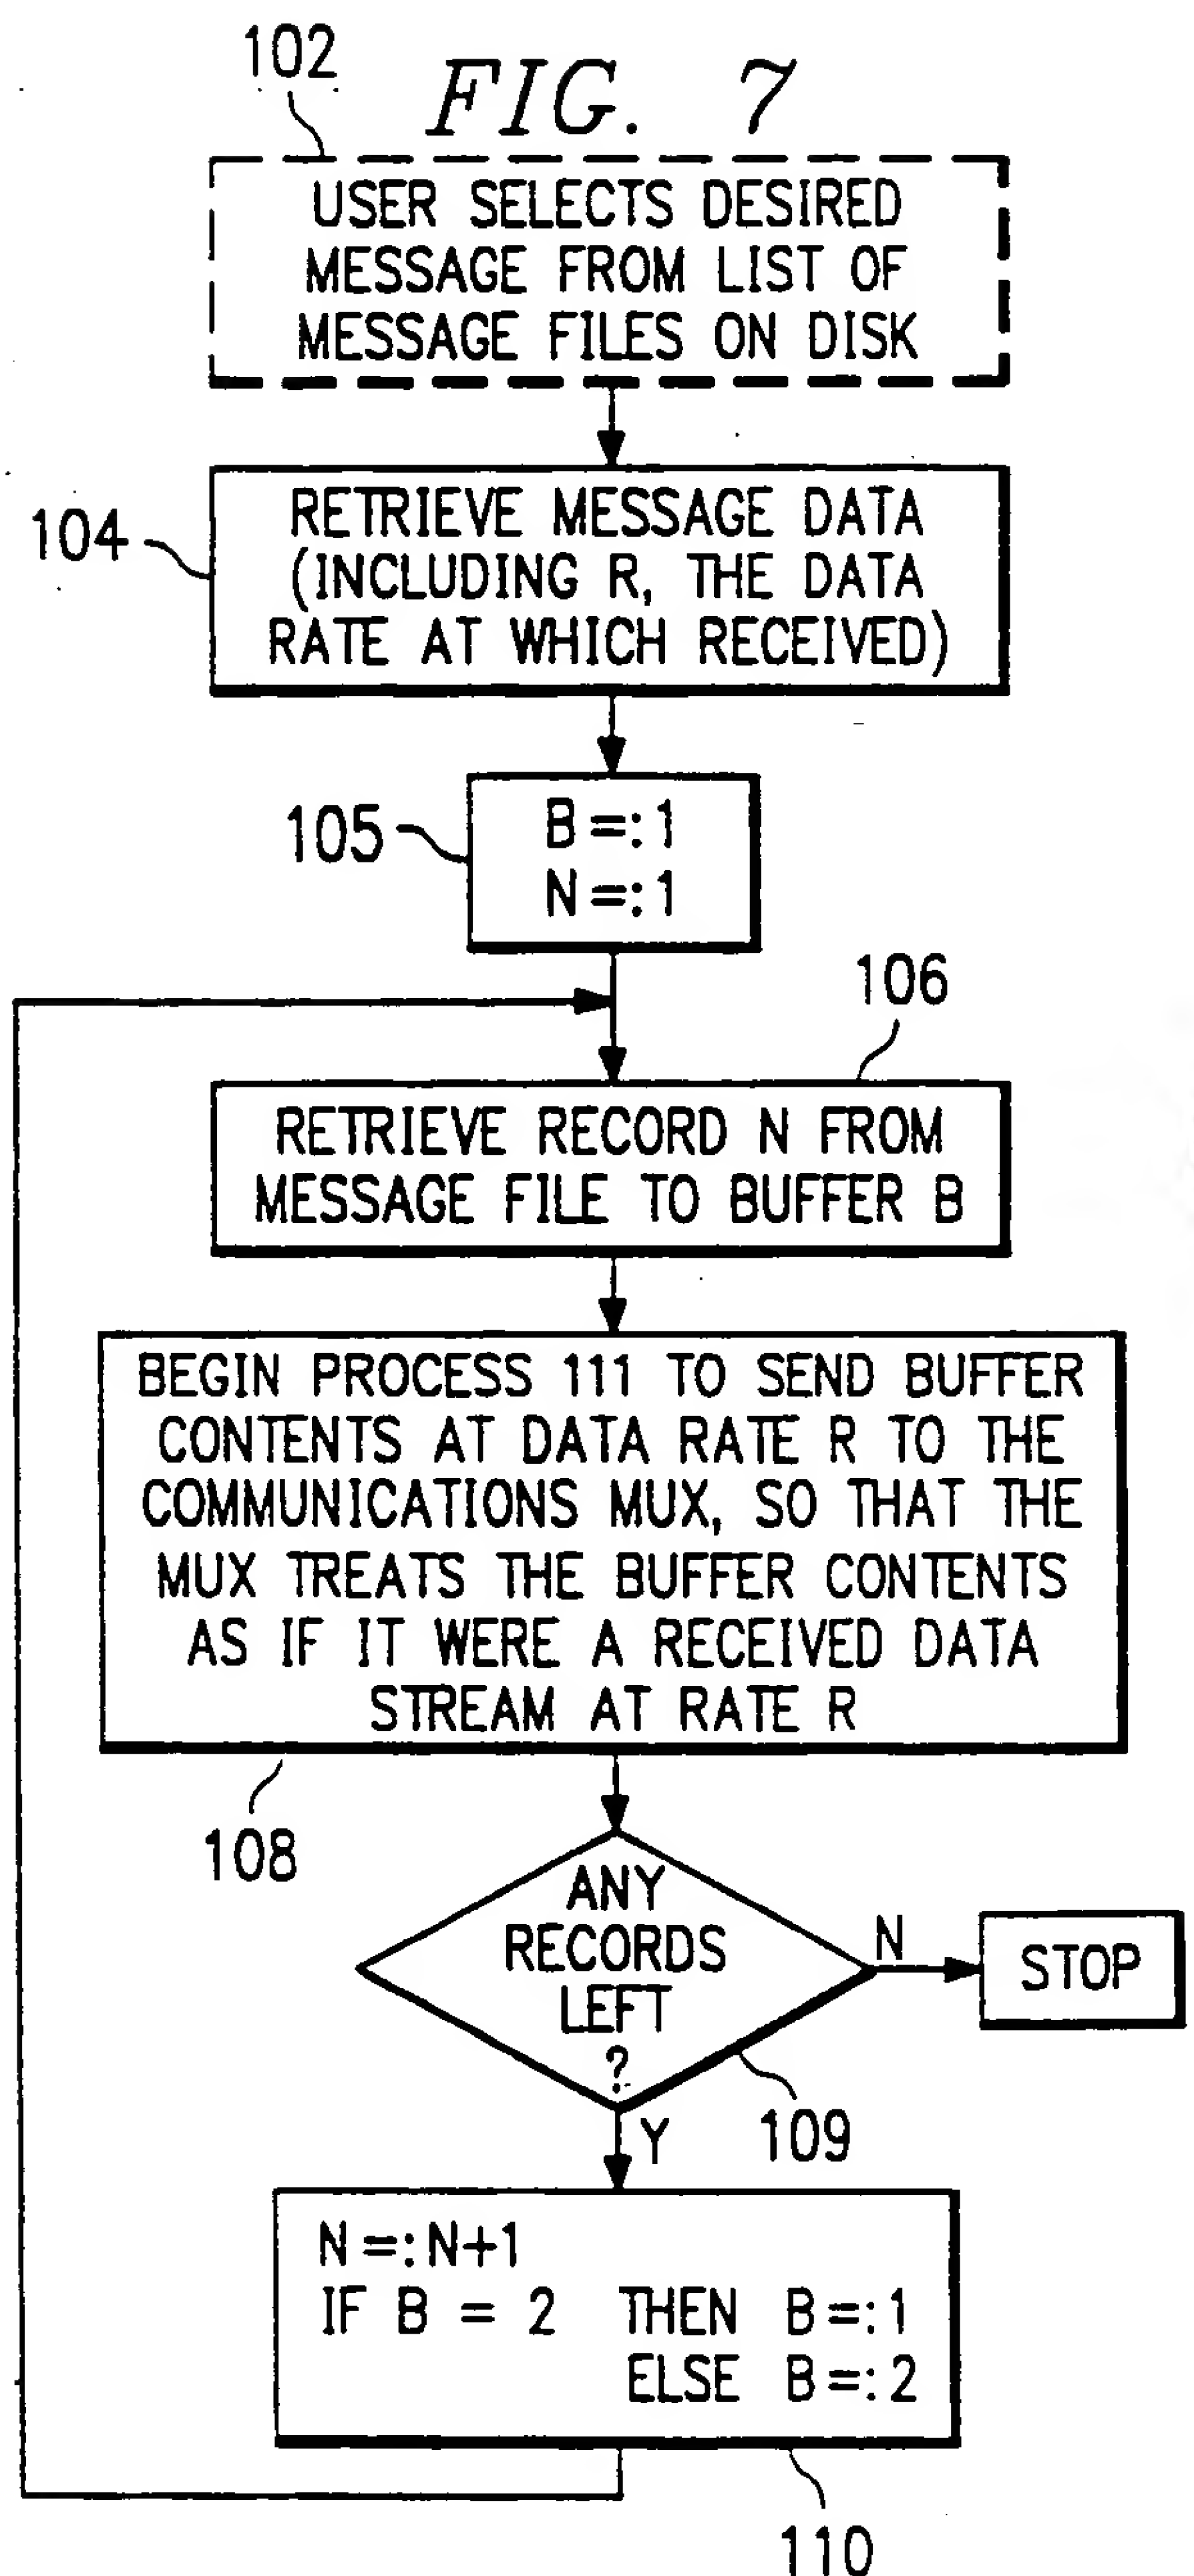 102
FIG. 7
USER SELECTS DESIRED
MESSAGE FROM LIST OF
MESSAGE FILES ON DISK
104
RETRIEVE MESSAGE DATA
(INCLUDING R, THE DATA
RATE AT WHICH RECEIVED)
105
B=:1
N=:1
106
RETRIEVE RECORD N FROM
MESSAGE FILE TO BUFFER B
BEGIN PROCESS 111 TO SEND BUFFER
CONTENTS AT DATA RATE R TO THE
COMMUNICATIONS MUX, SO THAT THE
MUX TREATS THE BUFFER CONTENTS
AS IF IT WERE A RECEIVED DATA
STREAM AT RATE R
108
ANY
RECORDS
LEFT
?
N
STOP
Y
109
N=:N+1
IF B = 2 THEN B=:1
ELSE B=:2
110